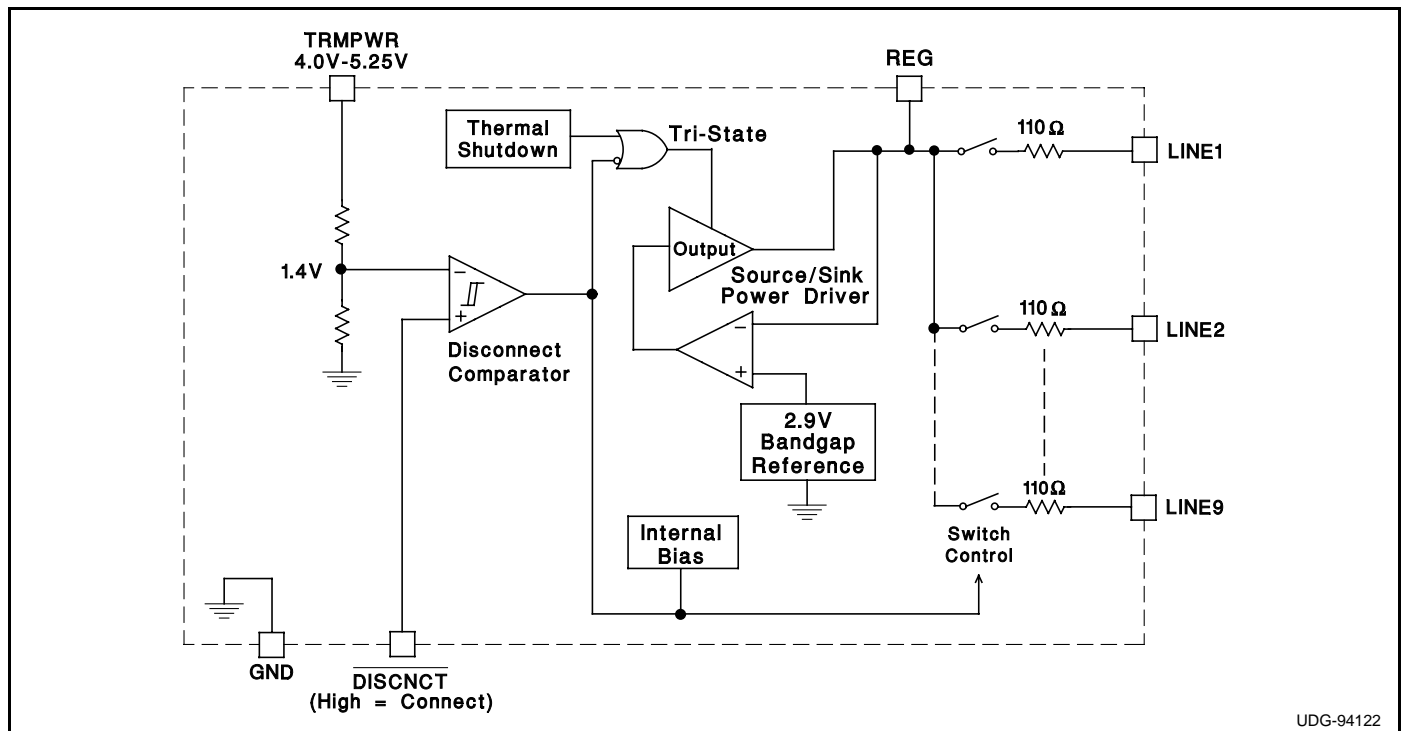 TRMPWR
4.0V-5.25V
REG
Thermal
Shutdown
Tri-State
110Ω
LINE1
Output
1.4V
−
+
Source/Sink
Power Driver
110Ω
LINE2
Disconnect
Comparator
−
+
2.9V
Bandgap
Reference
110Ω
LINE9
Internal
Bias
Switch
Control
GND
DISCNCT
(High = Connect)
UDG-94122